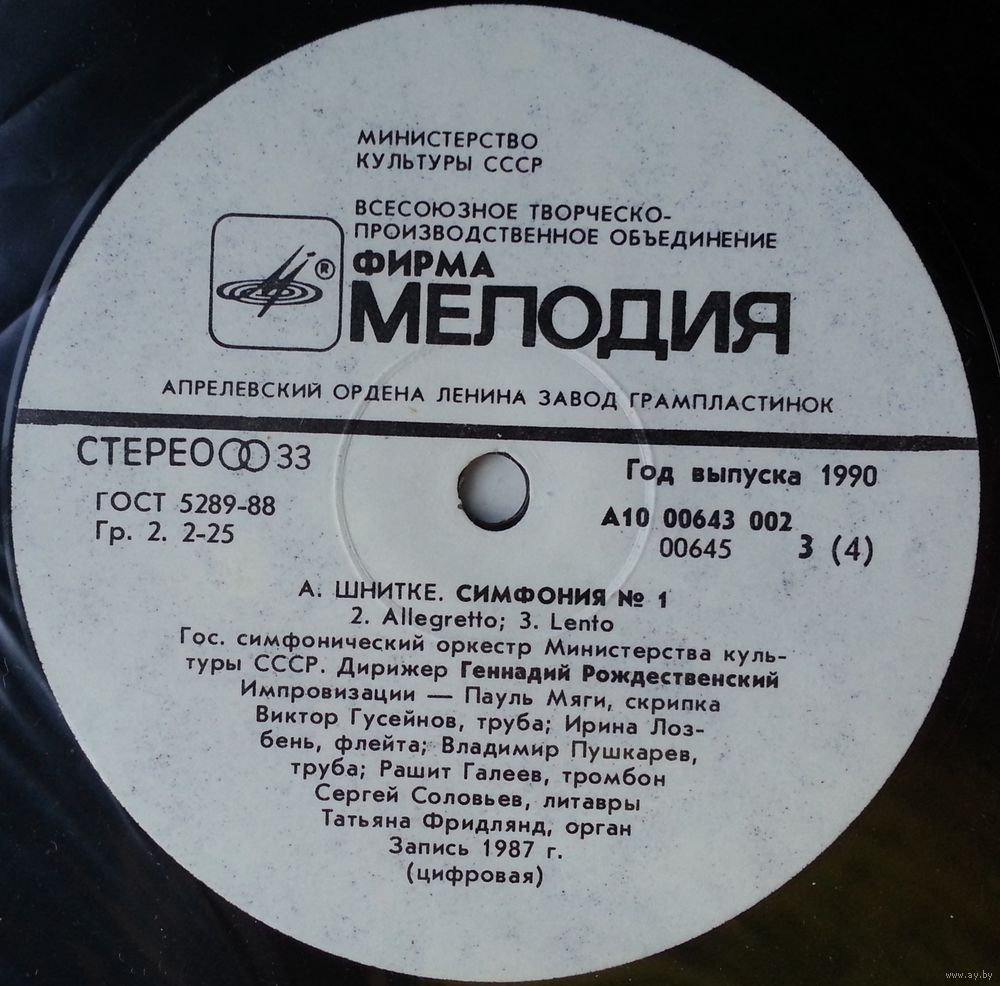 МИНИСТЕРСТВО
КУЛЬТУРЫ СССР
ВСЕСОЮЗНОЕ ТВОРЧЕСКО-
ПРОИЗВОДСТВЕННОЕ ОБЪЕДИНЕНИЕ
ФИРМА
®
МЕЛОДИЯ
АПРЕЛЕВСКИЙ ОРДЕНА ЛЕНИНА ЗАВОД ГРАМПЛАСТИНОК
СТЕРЕО 33
Год выпуска 1990
ГОСТ 5289-88
Гр. 2. 2-25
А10 00643 002
00645 3 (4)
А. ШНИТКЕ. СИМФОНИЯ № 1
2. Allegretto; 3. Lento
Гос. симфонический оркестр Министерства куль-
туры СССР. Дирижер Геннадий Рождественский
Импровизации — Пауль Мяги, скрипка
Виктор Гусейнов, труба; Ирина Лоз-
бень, флейта; Владимир Пушкарев,
труба; Рашит Галеев, тромбон
Сергей Соловьев, литавры
Татьяна Фридлянд, орган
Запись 1987 г.
(цифровая)
www.ay.by